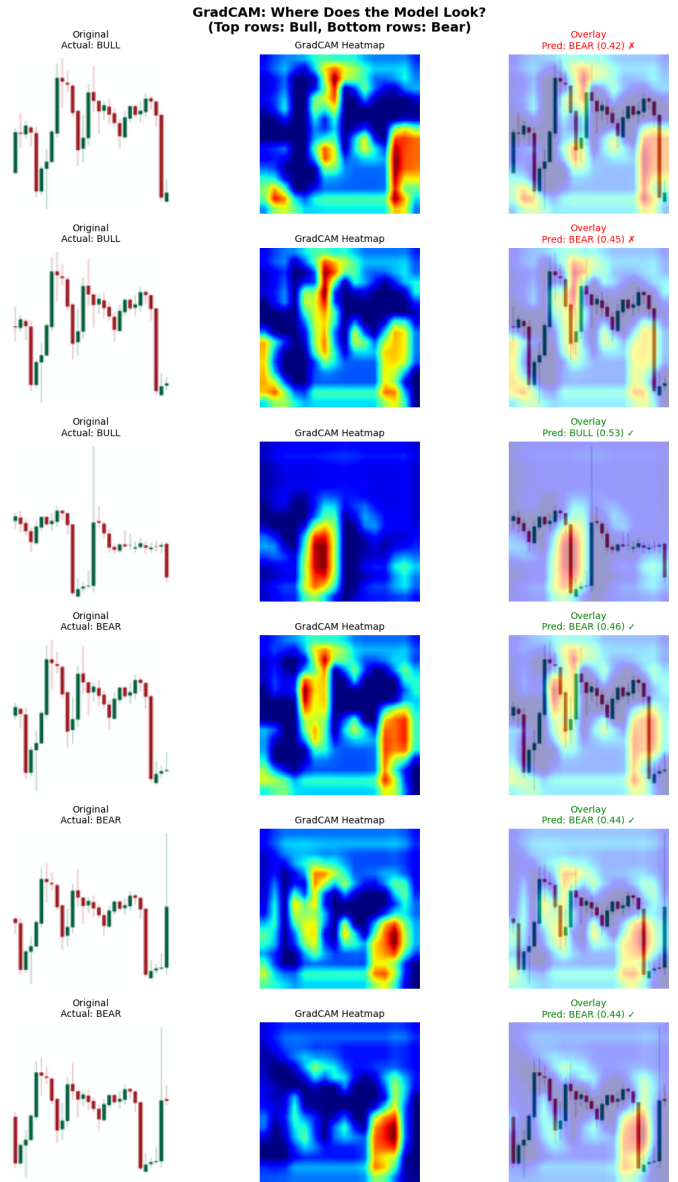 GradCAM: Where Does the Model Look?
(Top rows: Bull, Bottom rows: Bear)
Original
Actual: BULL
GradCAM Heatmap
Overlay
Pred: BEAR (0.42) ✗
Original
Actual: BULL
GradCAM Heatmap
Overlay
Pred: BEAR (0.45) ✗
Original
Actual: BULL
GradCAM Heatmap
Overlay
Pred: BULL (0.53) ✓
Original
Actual: BEAR
GradCAM Heatmap
Overlay
Pred: BEAR (0.46) ✓
Original
Actual: BEAR
GradCAM Heatmap
Overlay
Pred: BEAR (0.44) ✓
Original
Actual: BEAR
GradCAM Heatmap
Overlay
Pred: BEAR (0.44) ✓